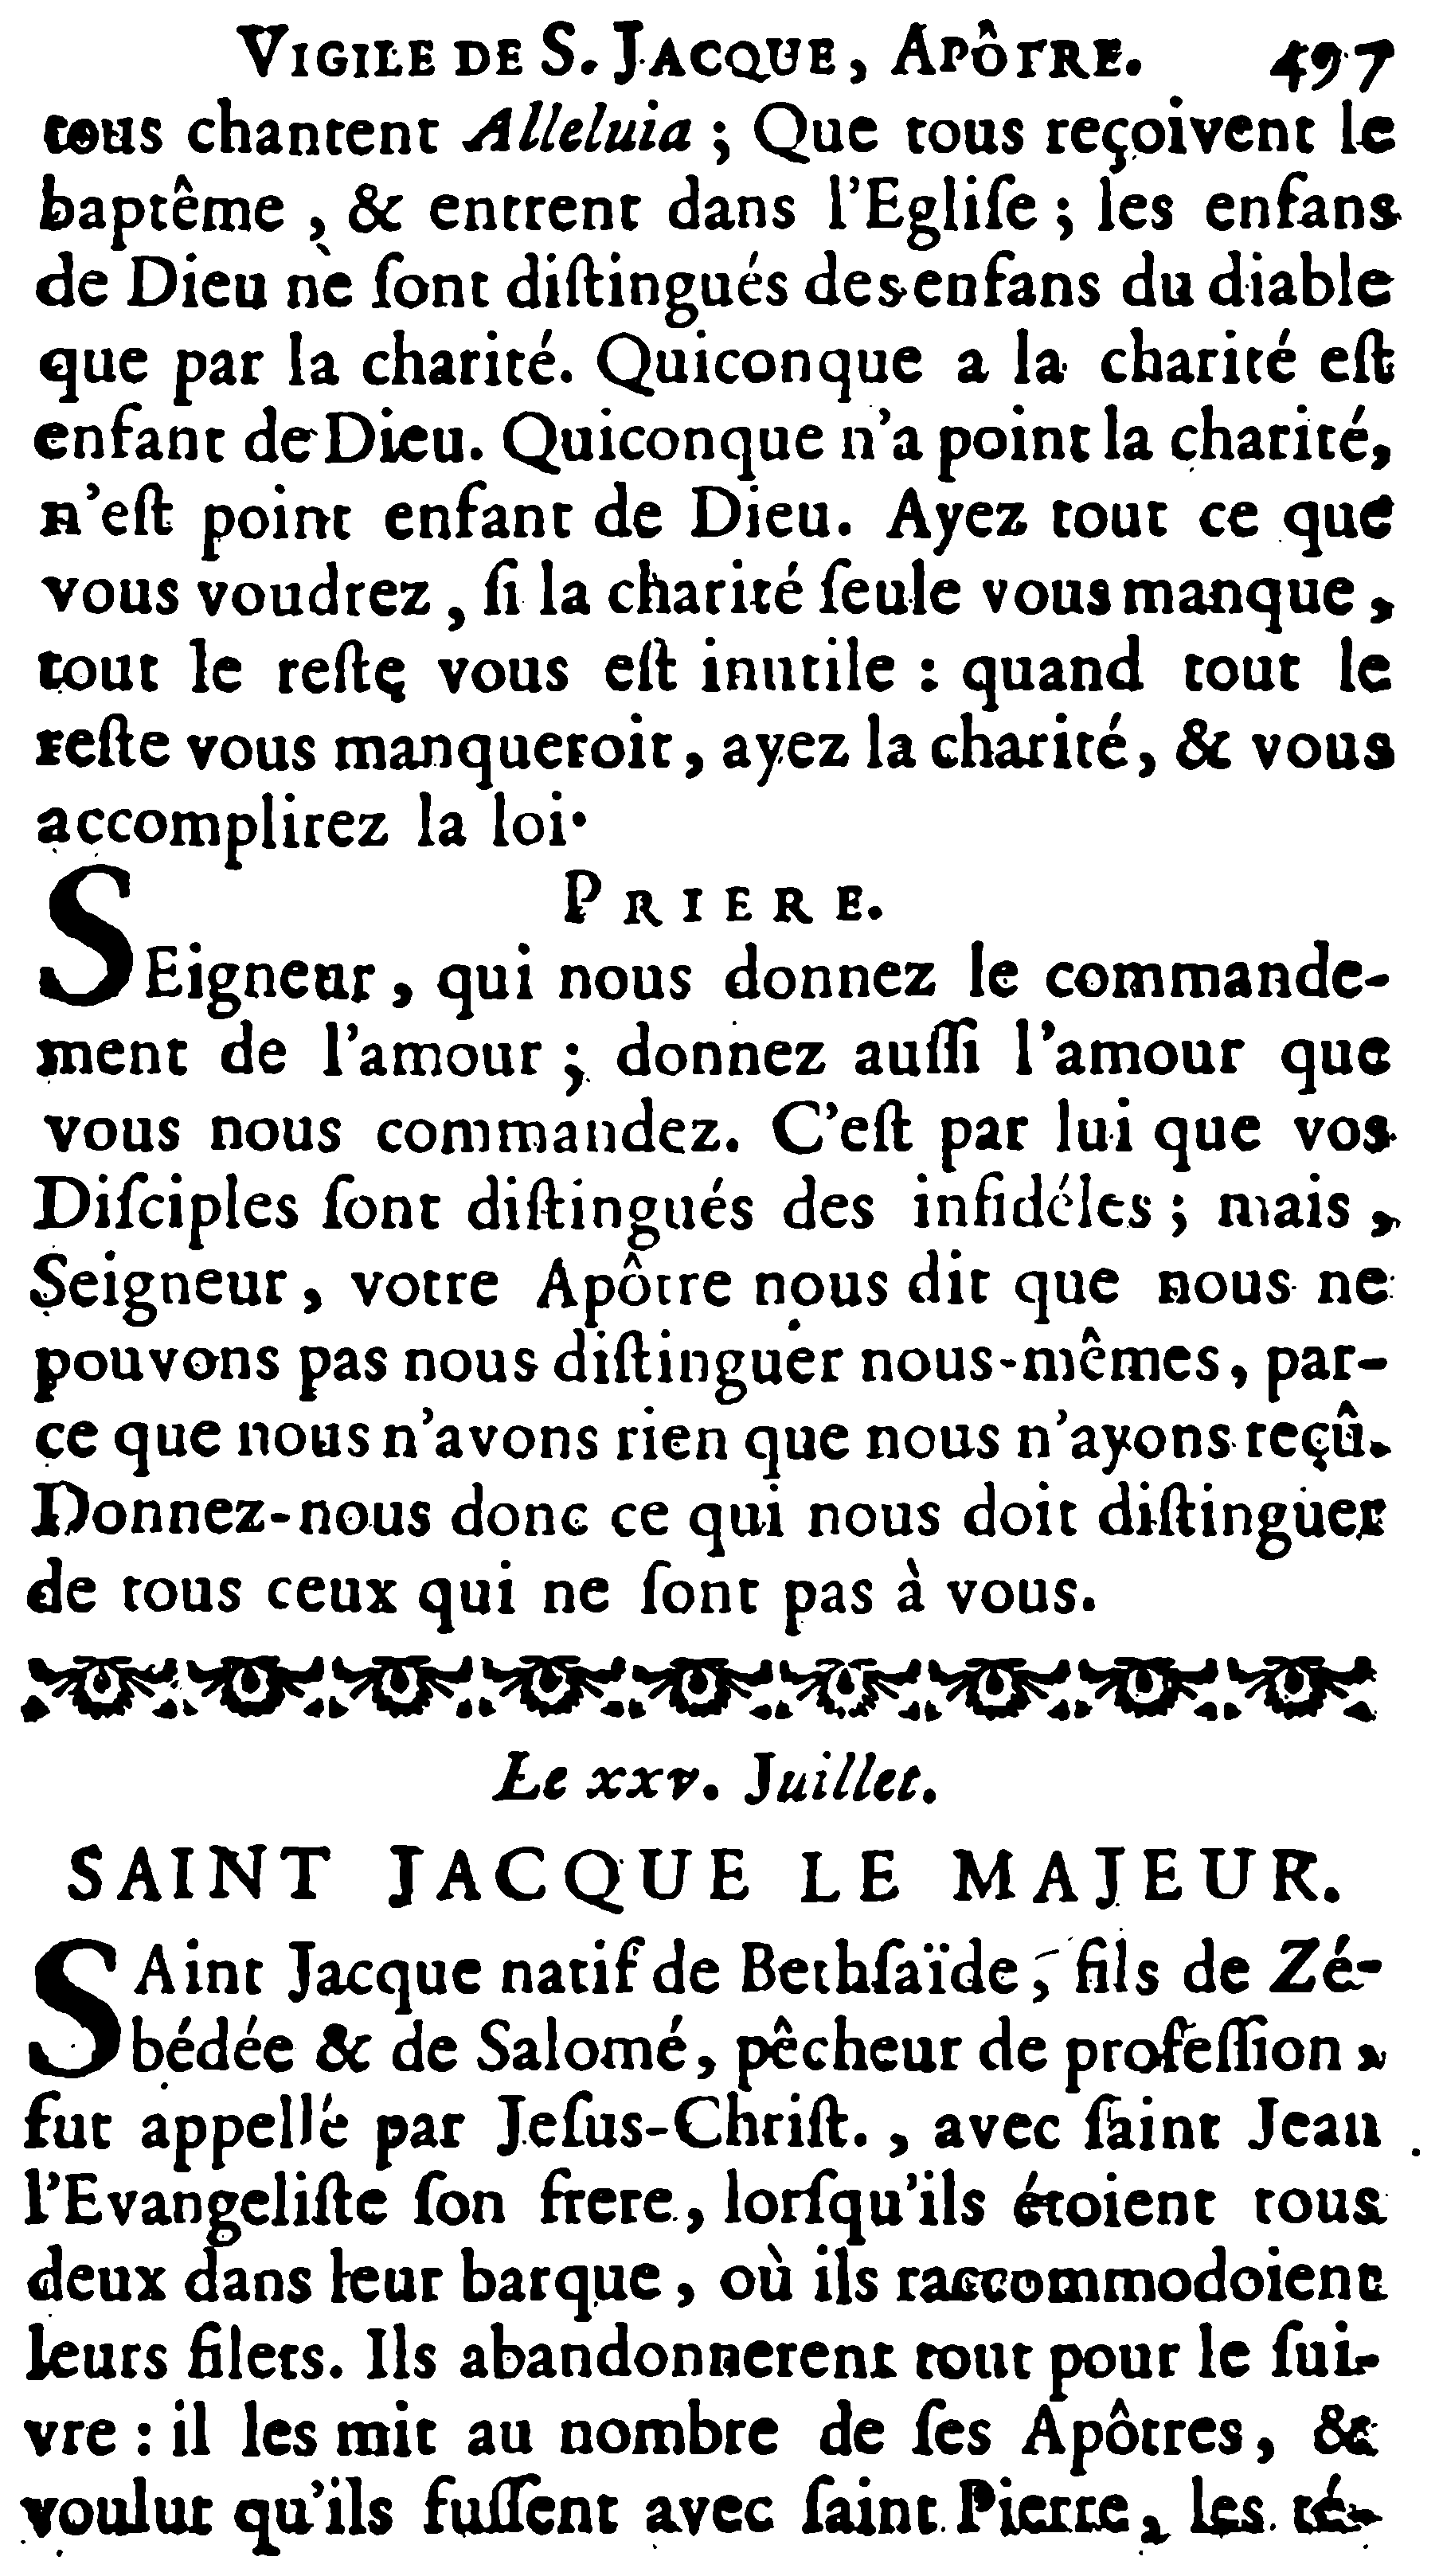 VIGILE DE S. JACQUE, APÔTRE. 497
tous chantent Alleluia ; Que tous reçoivent le
baptême , & entrent dans l'Egliſe ; les enfans
de Dieu ne ſont diſtingués des enfans du diable
que par la charité. Quiconque a la charité eſt
enfant de Dieu. Quiconque n'a point la charité,
n'eſt point enfant de Dieu. Ayez tout ce que
vous voudrez , ſi la charité ſeule vous manque ,
tout le reſte vous eſt inutile : quand tout le
reſte vous manqueroit , ayez la charité, & vous
accomplirez la loi.
PRIERE.
SEigneur , qui nous donnez le commande-
ment de l'amour ; donnez auſſi l'amour que
vous nous commandez. C'eſt par lui que vos
Diſciples ſont diſtingués des infidéles ; mais ,
Seigneur , votre Apôtre nous dit que nous ne
pouvons pas nous diſtinguer nous-mêmes, par-
ce que nous n'avons rien que nous n'ayons reçû.
Donnez-nous donc ce qui nous doit diſtinguer
de tous ceux qui ne ſont pas à vous.
Le xxv. Juillet.
SAINT JACQUE LE MAJEUR.
SAint Jacque natif de Bethſaïde , fils de Zé-
bédée & de Salomé, pêcheur de profeſſion ,
fut appellé par Jeſus-Chriſt. , avec ſaint Jean
l'Evangeliſte ſon frere , lorſqu'ils étoient tous
deux dans leur barque , où ils raccommodoient
leurs filets. Ils abandonnerent tout pour le ſui-
vre : il les mit au nombre de ſes Apôtres, &
voulut qu'ils fuſſent avec ſaint Pierre, les té-